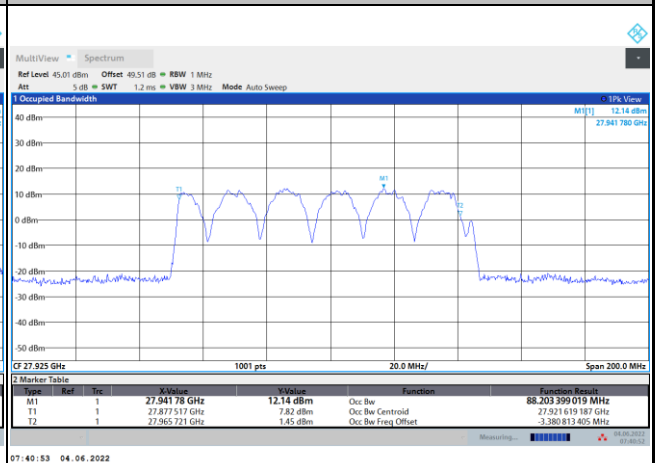 MultiView Spectrum
Ref Level 45.01 dBm Offset 49.51 dB RBW 1 MHz
Att 5 dB SWT 1.2 ms VBW 3 MHz Mode Auto Sweep
1 Occupied Bandwidth 1Pk View
M1[1] 12.14 dBm
27.941 780 GHz
40 dBm
30 dBm
20 dBm
M1
T1
10 dBm
T2
0 dBm
-10 dBm
-20 dBm
-30 dBm
-40 dBm
-50 dBm
CF 27.925 GHz 1001 pts 20.0 MHz/ Span 200.0 MHz
2 Marker Table
Type Ref Trc X-Value Y-Value Function Function Result
M1 1 27.941 78 GHz 12.14 dBm Occ Bw 88.203 399 019 MHz
T1 1 27.877 517 GHz 7.82 dBm Occ Bw Centroid 27.921 619 187 GHz
T2 1 27.965 721 GHz 1.45 dBm Occ Bw Freq Offset -3.380 813 405 MHz
Measuring... 04.06.2022
07:40:52
07:40:53 04.06.2022